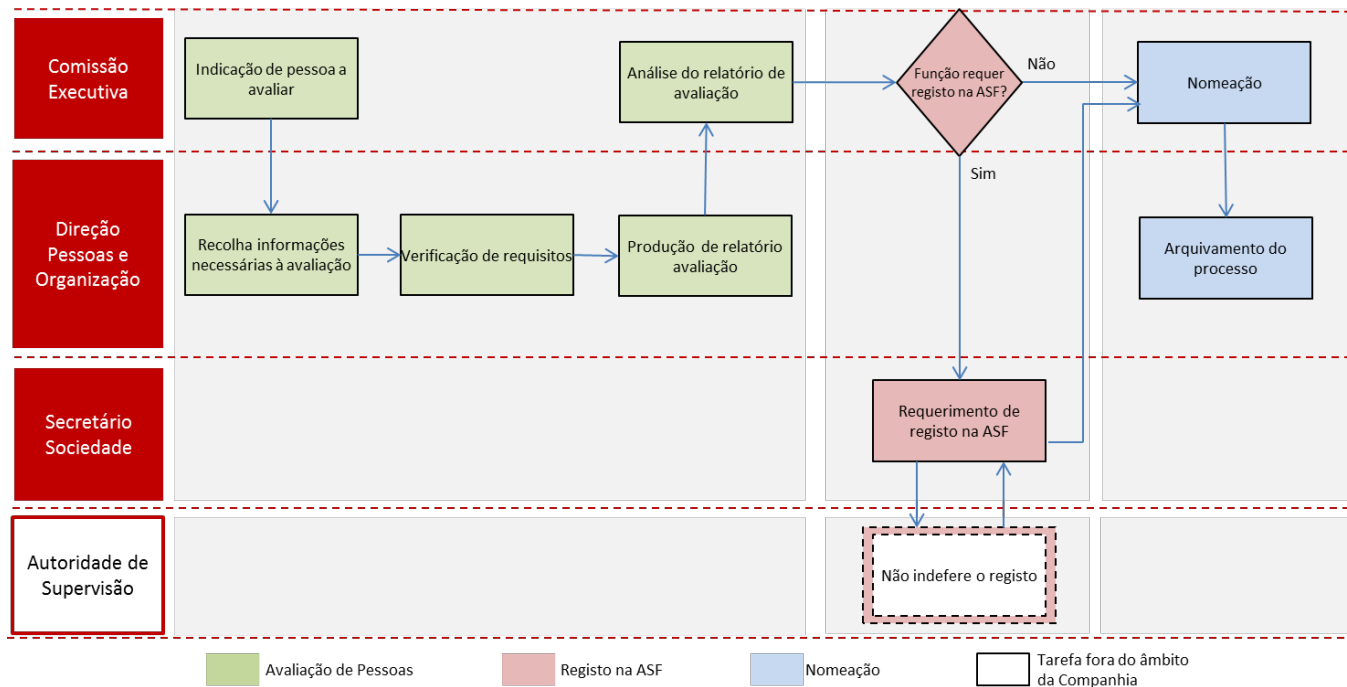 Comissão
Executiva
Indicação de pessoa a
avaliar
Análise do relatório de
avaliação
Função requer
registo na ASF?
Não
Nomeação
Sim
Direção
Pessoas e
Organização
Recolha informações
necessárias à avaliação
Verificação de requisitos
Produção de relatório
avaliação
Arquivamento do
processo
Secretário
Sociedade
Requerimento de
registo na ASF
Autoridade de
Supervisão
Não indefere o registo
Avaliação de Pessoas
Registo na ASF
Nomeação
Tarefa fora do âmbito
da Companhia